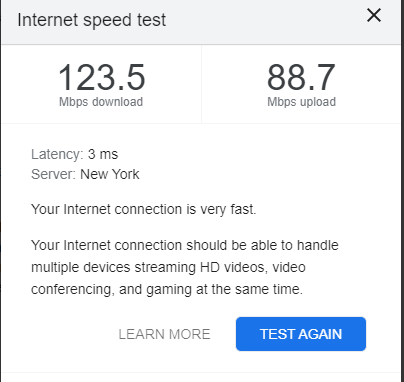 Internet speed test
123.5
Mbps download
88.7
Mbps upload
Latency: 3 ms
Server: New York
Your Internet connection is very fast.
Your Internet connection should be able to handle
multiple devices streaming HD videos, video
conferencing, and gaming at the same time.
LEARN MORE
TEST AGAIN